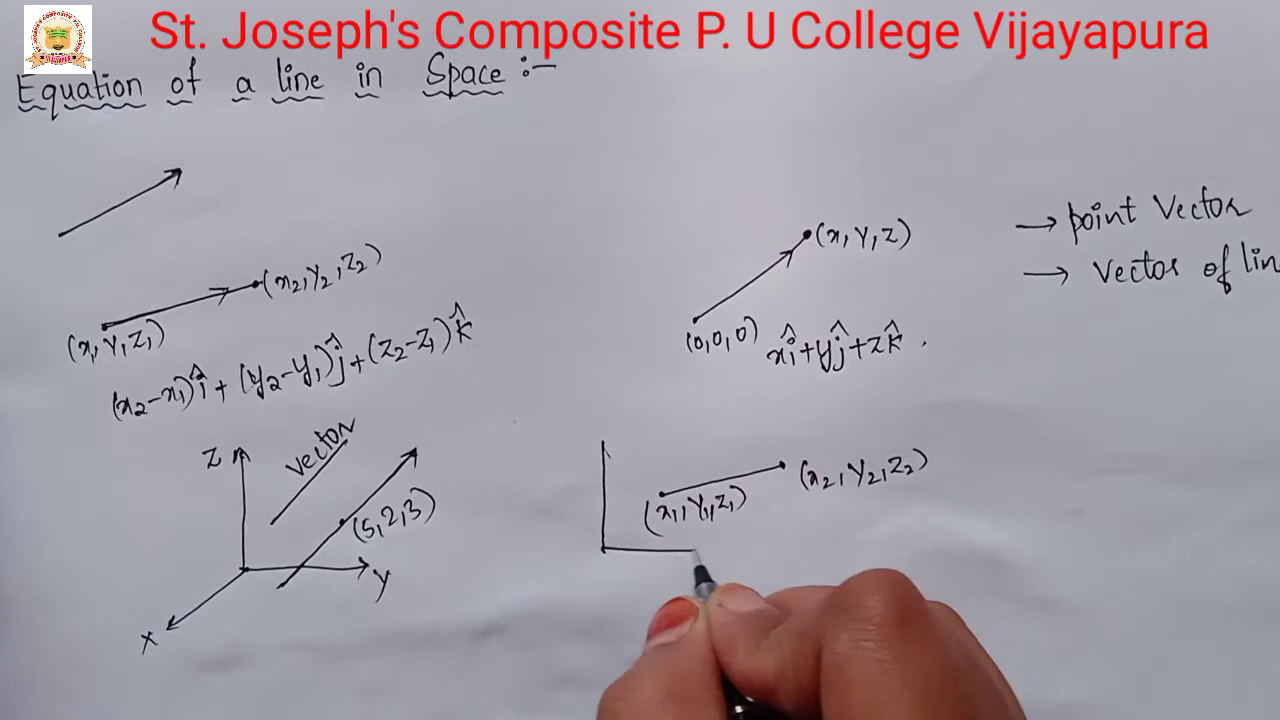 St. Joseph's Composite P. U College Vijayapura
Equation of a line in Space :-
(x, y, z)
→ point Vector
→ Vector of lin
(x₂, y₂, z₂)
(x₁, y₁, z₁)
(0, 0, 0)
xî + yĵ + zk̂ .
(x₂-x₁)î + (y₂-y₁)ĵ + (z₂-z₁)k̂
Z
Vector
(5, 2, 3)
y
x
(x₂, y₂, z₂)
(x₁, y₁, z₁)